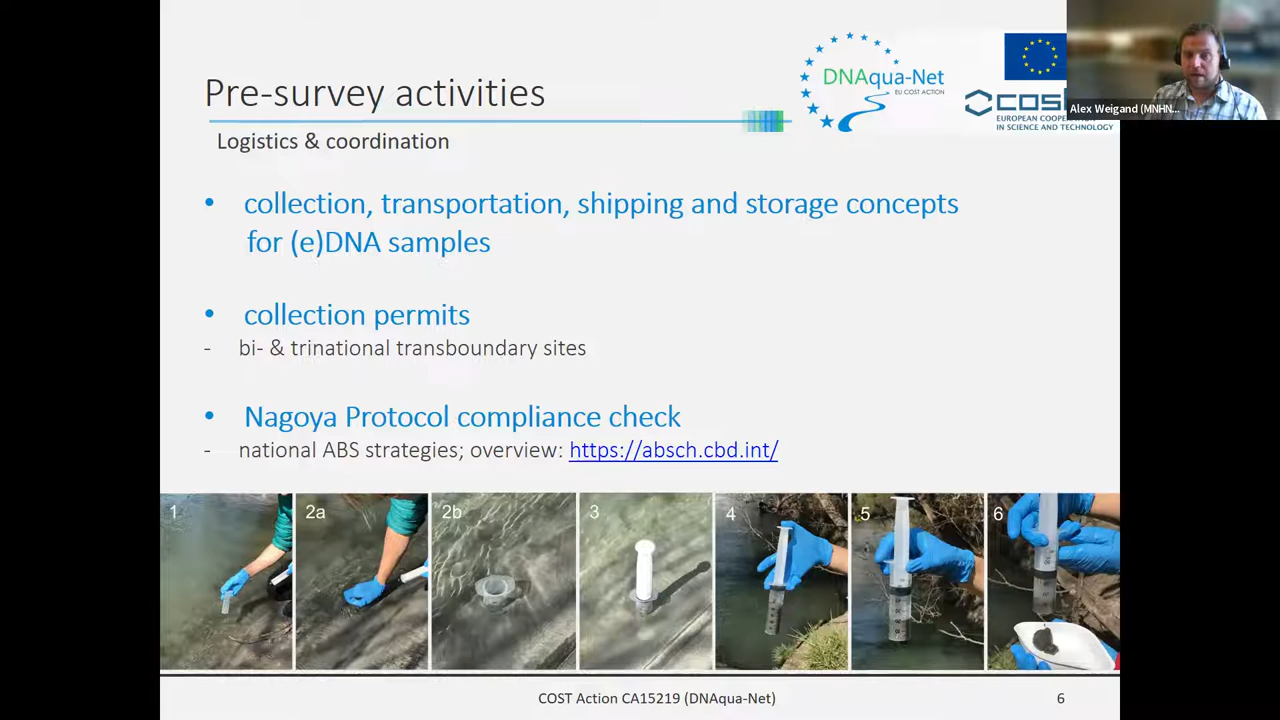 Pre-survey activities
Logistics & coordination
DNAqua-Net
EU COST ACTION
EUROPEAN COOPERATION
IN SCIENCE AND TECHNOLOGY
Alex Weigand (MNHN...
• collection, transportation, shipping and storage concepts
for (e)DNA samples
• collection permits
- bi- & trinational transboundary sites
• Nagoya Protocol compliance check
- national ABS strategies; overview: https://absch.cbd.int/
1 2a 2b 3 4 5 6
COST Action CA15219 (DNAqua-Net) 6